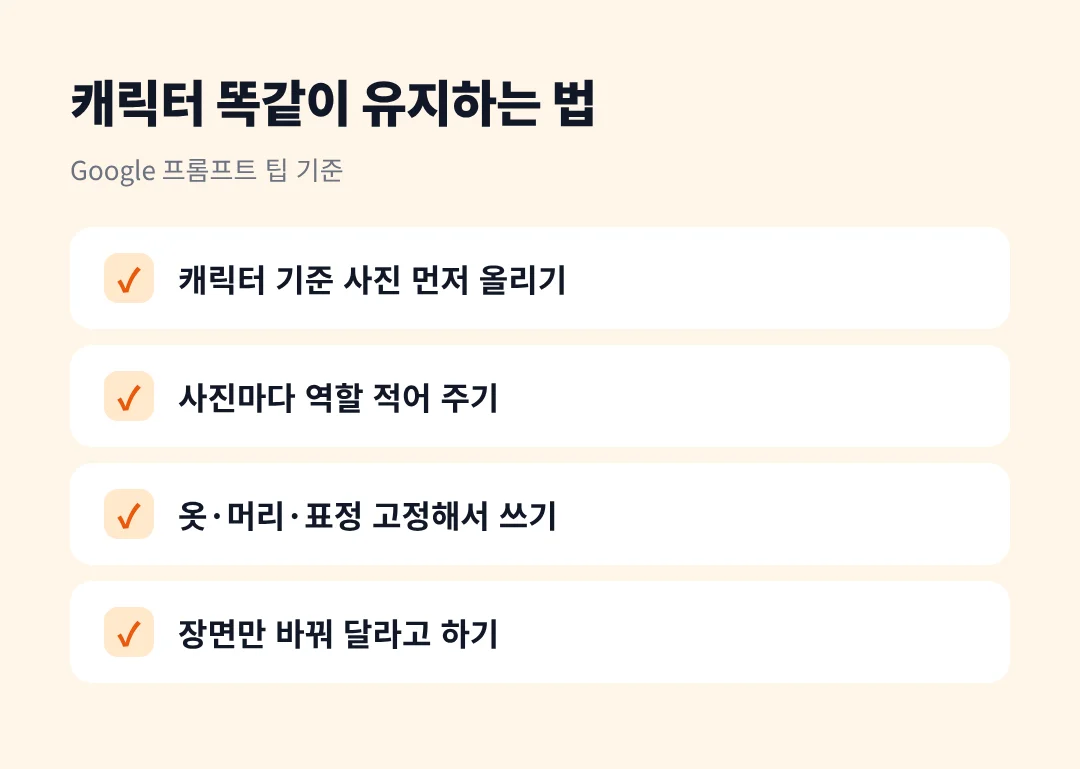 캐릭터 똑같이 유지하는 법
Google 프롬프트 팁 기준
✓ 캐릭터 기준 사진 먼저 올리기
✓ 사진마다 역할 적어 주기
✓ 옷·머리·표정 고정해서 쓰기
✓ 장면만 바꿔 달라고 하기